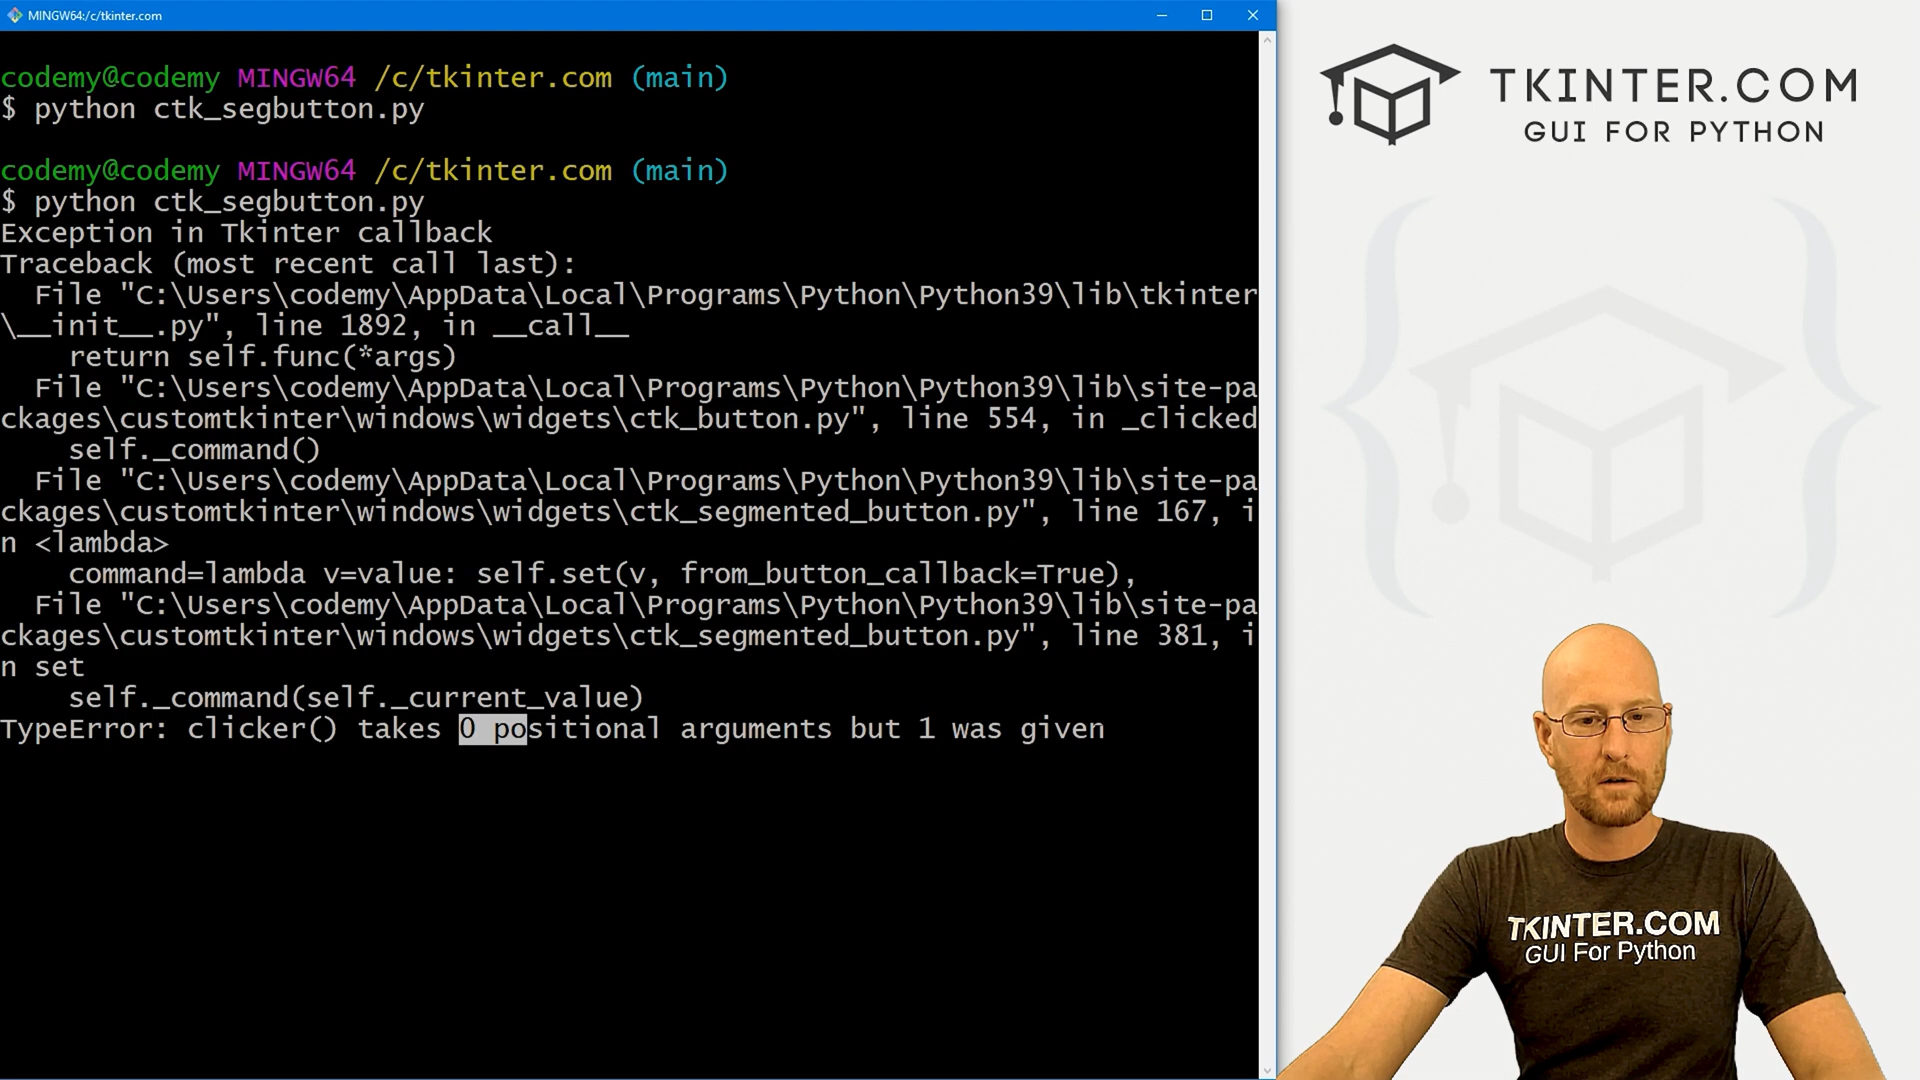 MINGW64:/c/tkinter.com
codemy@codemy MINGW64 /c/tkinter.com (main)
$ python ctk_segbutton.py
codemy@codemy MINGW64 /c/tkinter.com (main)
$ python ctk_segbutton.py
Exception in Tkinter callback
Traceback (most recent call last):
  File "C:\Users\codemy\AppData\Local\Programs\Python\Python39\lib\tkinter
\__init__.py", line 1892, in __call__
    return self.func(*args)
  File "C:\Users\codemy\AppData\Local\Programs\Python\Python39\lib\site-pa
ckages\customtkinter\windows\widgets\ctk_button.py", line 554, in _clicked
    self._command()
  File "C:\Users\codemy\AppData\Local\Programs\Python\Python39\lib\site-pa
ckages\customtkinter\windows\widgets\ctk_segmented_button.py", line 167, i
n <lambda>
    command=lambda v=value: self.set(v, from_button_callback=True),
  File "C:\Users\codemy\AppData\Local\Programs\Python\Python39\lib\site-pa
ckages\customtkinter\windows\widgets\ctk_segmented_button.py", line 381, i
n set
    self._command(self._current_value)
TypeError: clicker() takes 0 positional arguments but 1 was given
TKINTER.COM
GUI FOR PYTHON
TKINTER.COM
GUI For Python